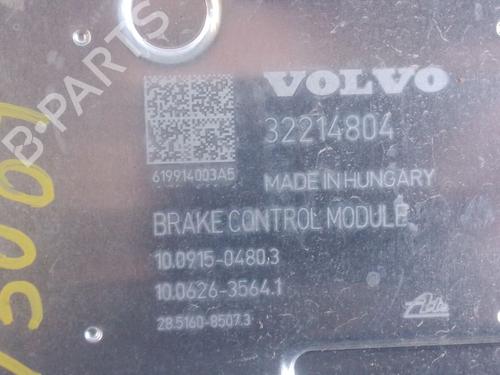 B-PARTS
VOLVO
32214804
619914003A5
MADE IN HUNGARY
BRAKE CONTROL MODULE
10.0915-0480.3
10.0626-3564.1
28.5160-8507.3
Ate